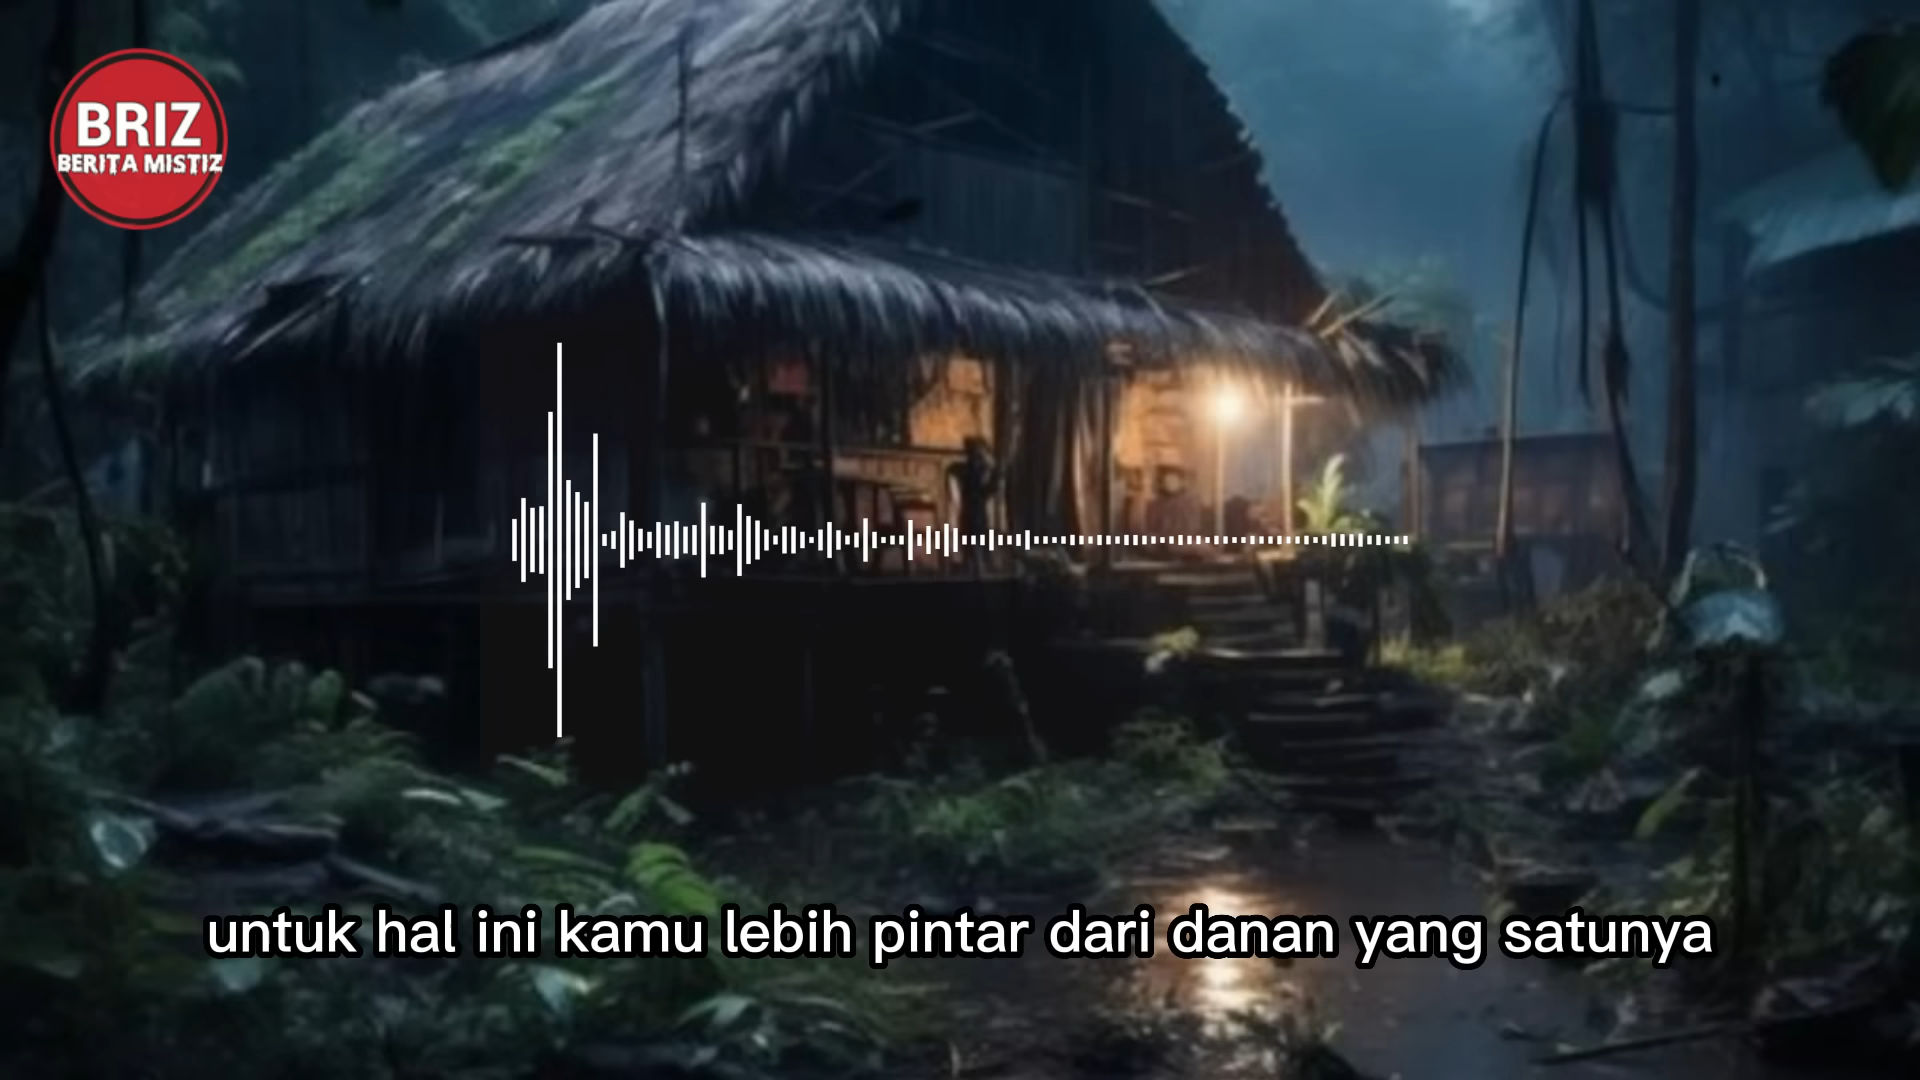 BRIZ
BERITA MISTIZ
untuk hal ini kamu lebih pintar dari danan yang satunya